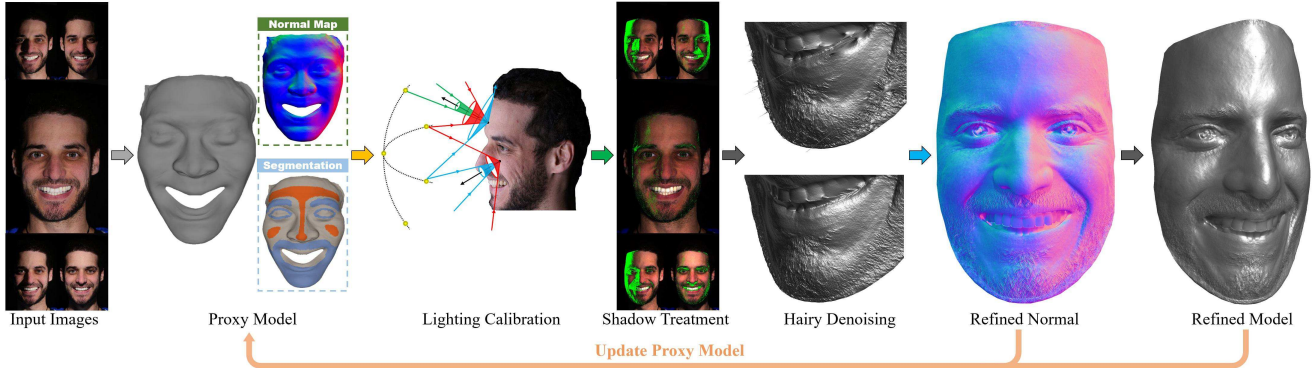 Normal Map
Segmentation
Input Images
Proxy Model
Lighting Calibration
Shadow Treatment
Hairy Denoising
Refined Normal
Refined Model
Update Proxy Model